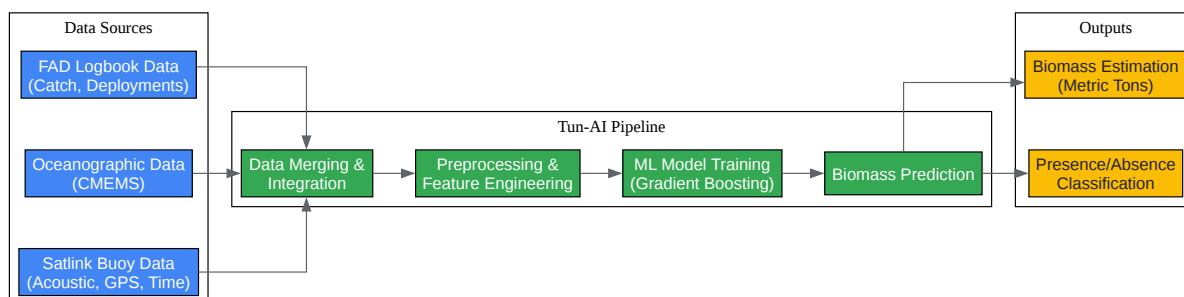 Data Sources
FAD Logbook Data
(Catch, Deployments)
Oceanographic Data
(CMEMS)
Satlink Buoy Data
(Acoustic, GPS, Time)
Tun-AI Pipeline
Data Merging &
Integration
Preprocessing &
Feature Engineering
ML Model Training
(Gradient Boosting)
Biomass Prediction
Outputs
Biomass Estimation
(Metric Tons)
Presence/Absence
Classification